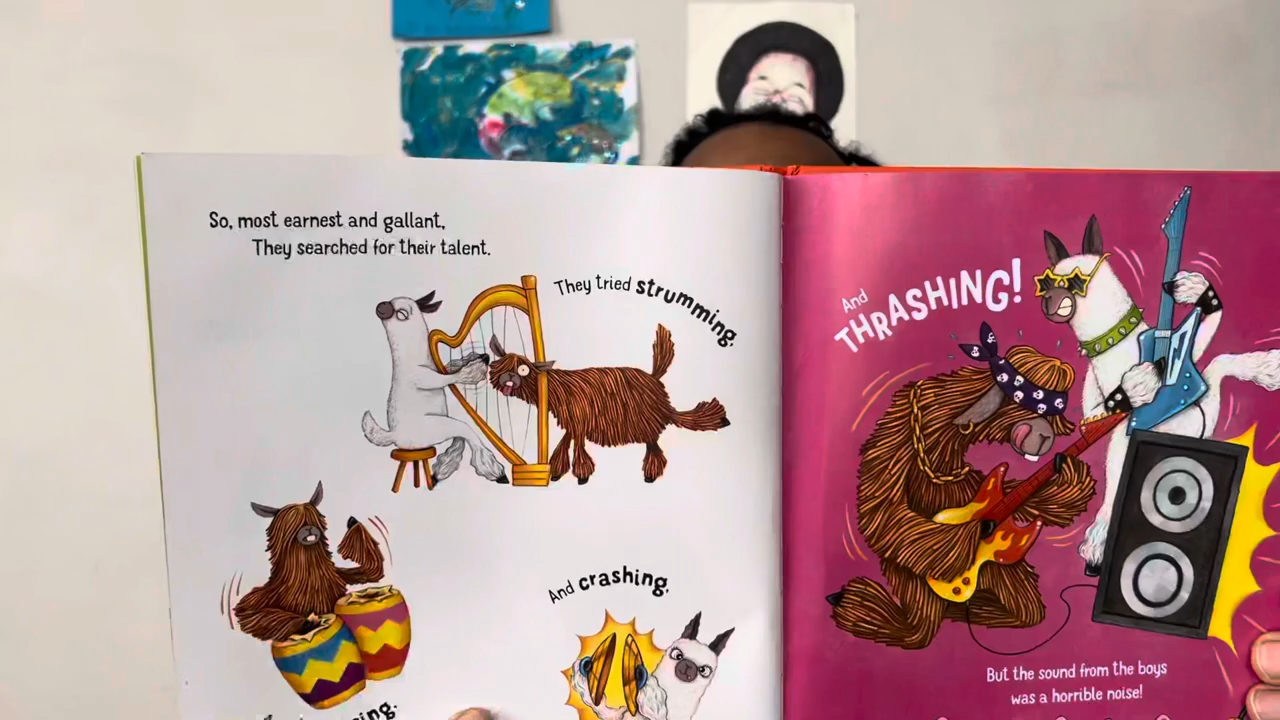 So, most earnest and gallant,
They searched for their talent.
They tried strumming,
And crashing,
And
THRASHING!
But the sound from the boys
was a horrible noise!